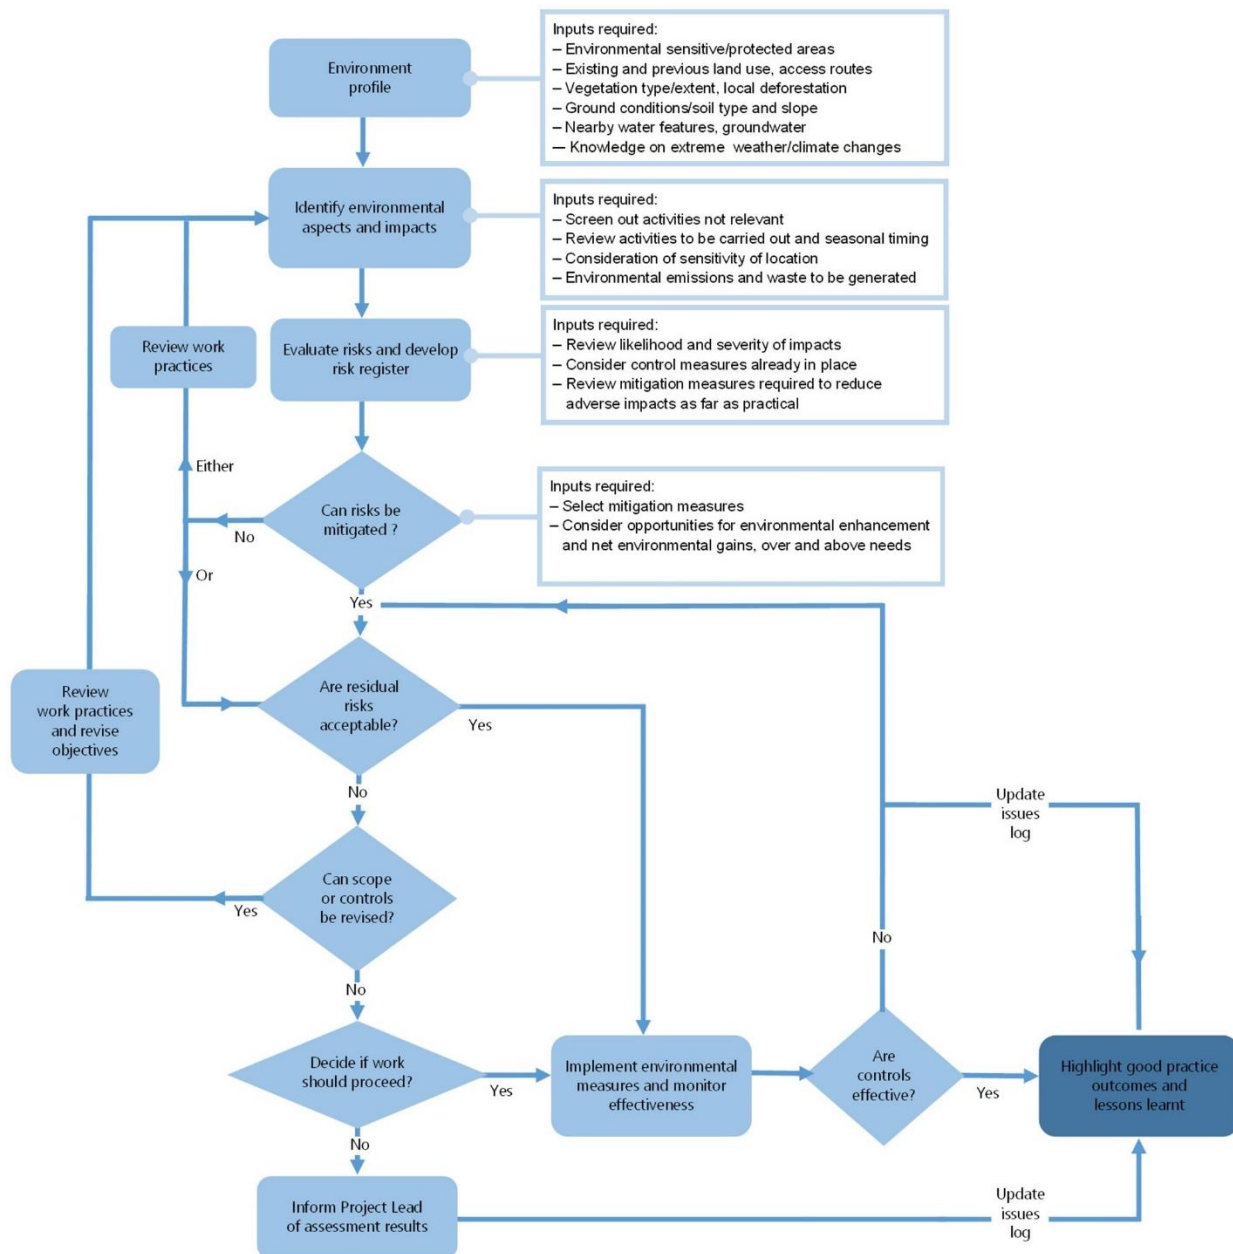 Environment
profile
Inputs required:
– Environmental sensitive/protected areas
– Existing and previous land use, access routes
– Vegetation type/extent, local deforestation
– Ground conditions/soil type and slope
– Nearby water features, groundwater
– Knowledge on extreme weather/climate changes
Identify environmental
aspects and impacts
Inputs required:
– Screen out activities not relevant
– Review activities to be carried out and seasonal timing
– Consideration of sensitivity of location
– Environmental emissions and waste to be generated
Review work
practices
Evaluate risks and develop
risk register
Inputs required:
– Review likelihood and severity of impacts
– Consider control measures already in place
– Review mitigation measures required to reduce
adverse impacts as far as practical
Either
Can risks be
mitigated ?
No
Or
Inputs required:
– Select mitigation measures
– Consider opportunities for environmental enhancement
and net environmental gains, over and above needs
Yes
Review
work practices
and revise
objectives
Are residual
risks
acceptable?
Yes
No
Update
issues
log
Can scope
or controls
be revised?
Yes
No
No
Decide if work
should proceed?
Yes
Implement environmental
measures and monitor
effectiveness
Are
controls
effective?
Yes
Highlight good practice
outcomes and
lessons learnt
No
Inform Project Lead
of assessment results
Update
issues
log